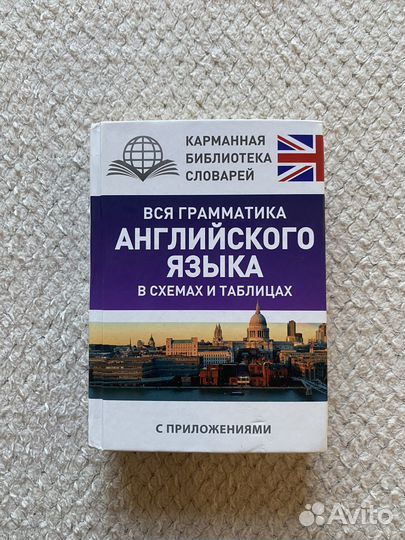 КАРМАННАЯ
БИБЛИОТЕКА
СЛОВАРЕЙ
ВСЯ ГРАММАТИКА
АНГЛИЙСКОГО
ЯЗЫКА
В СХЕМАХ И ТАБЛИЦАХ
С ПРИЛОЖЕНИЯМИ
Avito